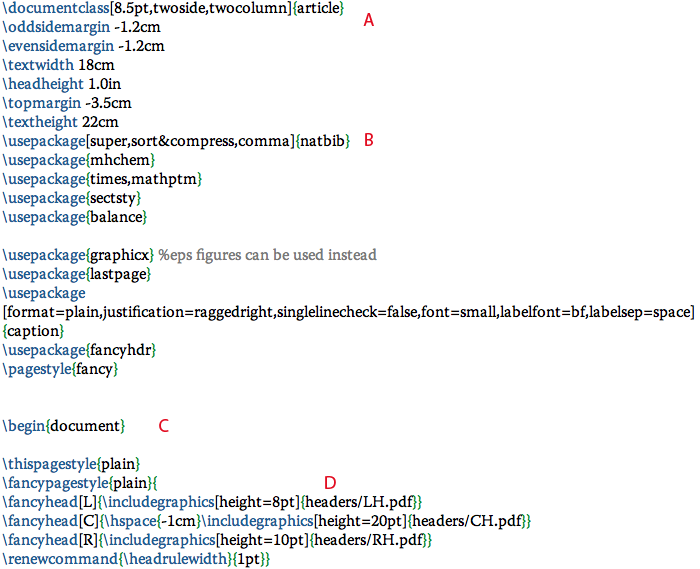 \documentclass[8.5pt,twoside,twocolumn]{article} A
\oddsidemargin -1.2cm
\evensidemargin -1.2cm
\textwidth 18cm
\headheight 1.0in
\topmargin -3.5cm
\textheight 22cm
\usepackage[super,sort&compress,comma]{natbib} B
\usepackage{mhchem}
\usepackage{times,mathptm}
\usepackage{sectsty}
\usepackage{balance}
\usepackage{graphicx} %eps figures can be used instead
\usepackage{lastpage}
\usepackage
[format=plain,justification=raggedright,singlelinecheck=false,font=small,labelfont=bf,labelsep=space]
{caption}
\usepackage{fancyhdr}
\pagestyle{fancy}
\begin{document} C
\thispagestyle{plain}
\fancypagestyle{plain}{ D
\fancyhead[L]{\includegraphics[height=8pt]{headers/LH.pdf}}
\fancyhead[C]{\hspace{-1cm}\includegraphics[height=20pt]{headers/CH.pdf}}
\fancyhead[R]{\includegraphics[height=10pt]{headers/RH.pdf}}
\renewcommand{\headrulewidth}{1pt}}